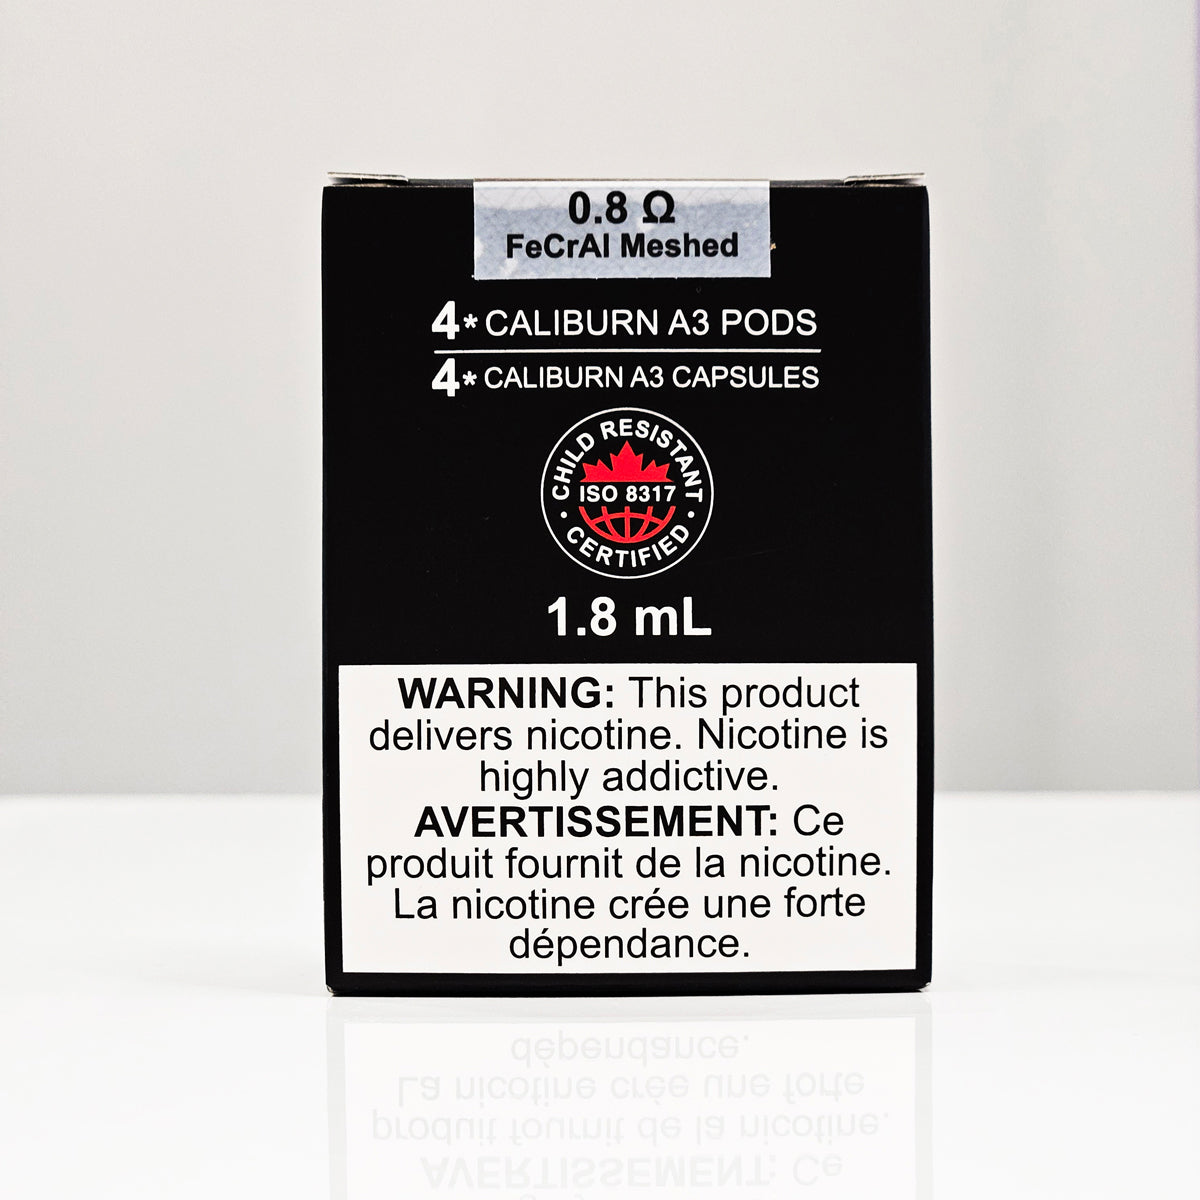 0.8 Ω
FeCrAl Meshed
4* CALIBURN A3 PODS
4* CALIBURN A3 CAPSULES
CHILD RESISTANT
ISO 8317
• CERTIFIED •
1.8 mL
WARNING: This product
delivers nicotine. Nicotine is
highly addictive.
AVERTISSEMENT: Ce
produit fournit de la nicotine.
La nicotine crée une forte
dépendance.